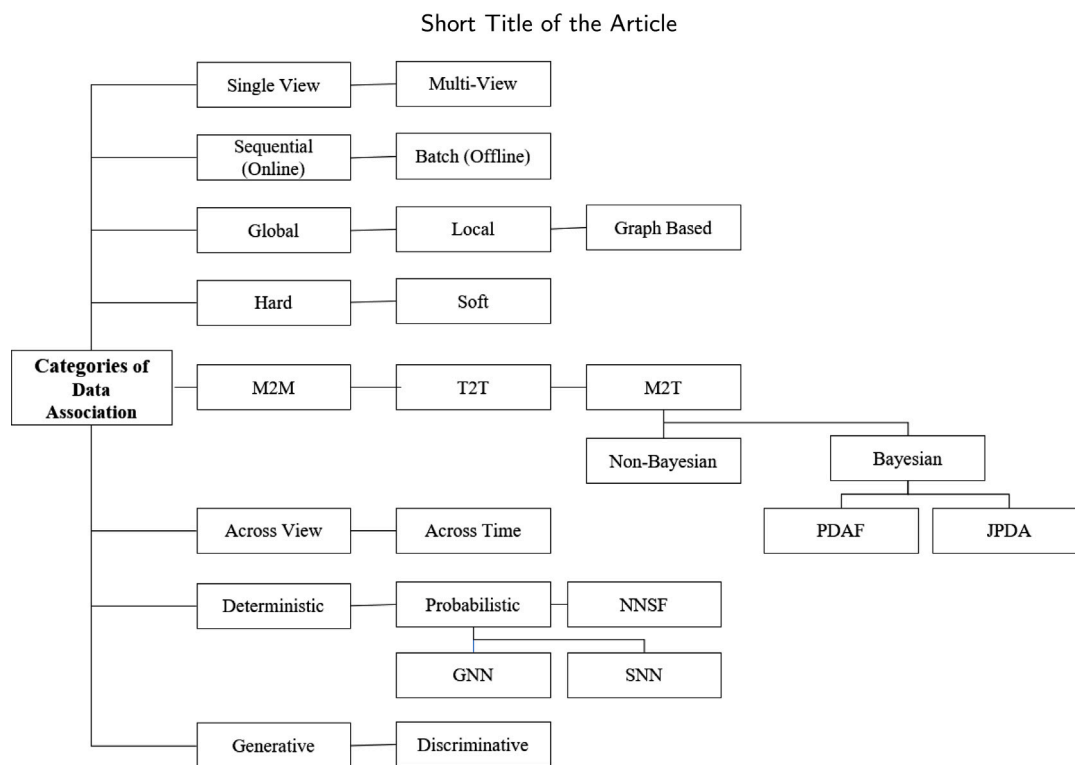 Short Title of the Article
Single View
Multi-View
Sequential
(Online)
Batch (Offline)
Global
Local
Graph Based
Hard
Soft
Categories of
Data
Association
M2M
T2T
M2T
Non-Bayesian
Bayesian
PDAF
JPDA
Across View
Across Time
Deterministic
Probabilistic
NNSF
GNN
SNN
Generative
Discriminative